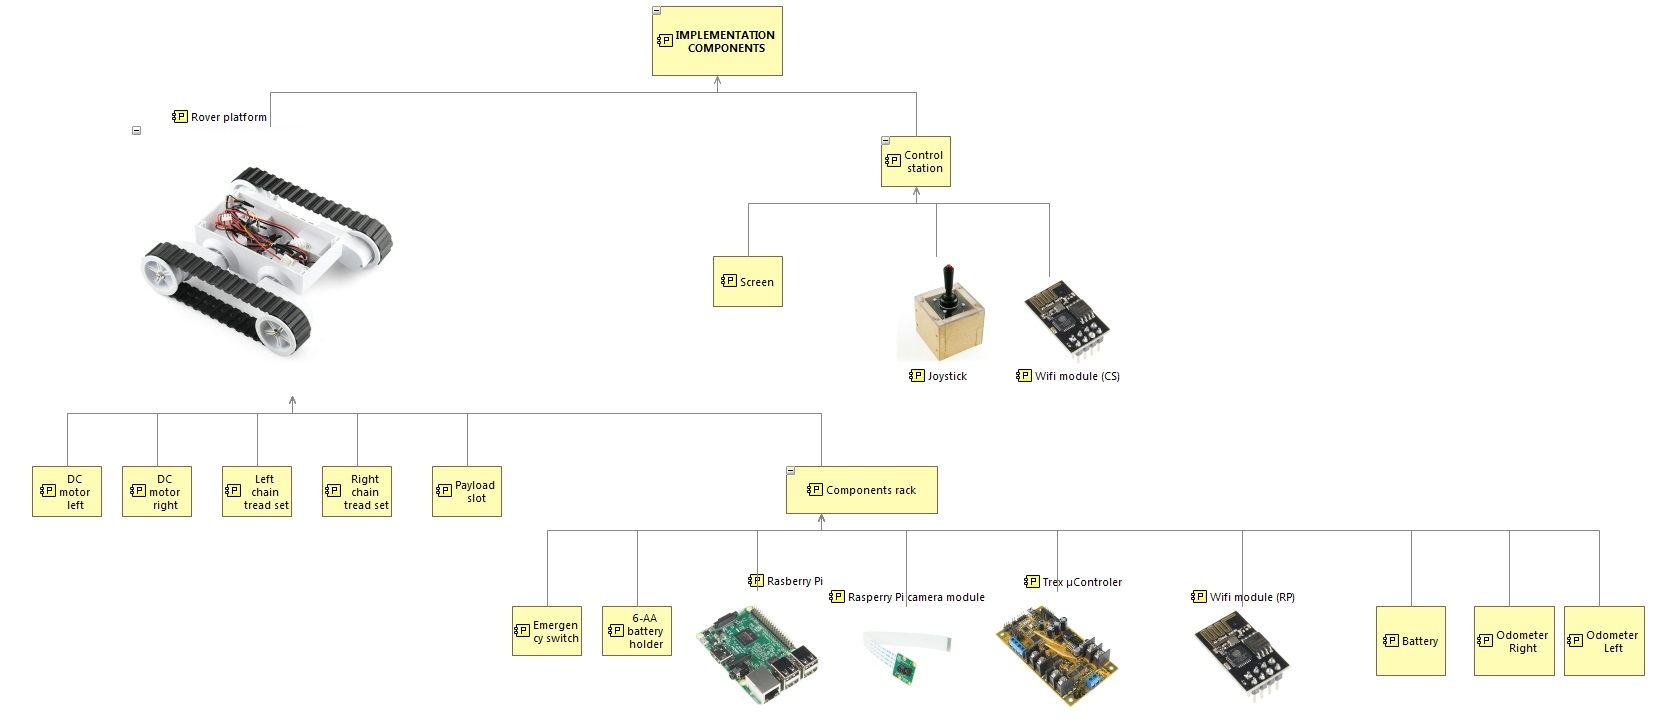 IMPLEMENTATION
COMPONENTS
Rover platform
Control
station
Screen
Joystick
Wifi module (CS)
DC
motor
left
DC
motor
right
Left
chain
tread set
Right
chain
tread set
Payload
slot
Components rack
Emergen
cy switch
6-AA
battery
holder
Rasberry Pi
Rasperry Pi camera module
Trex µControler
Wifi module (RP)
Battery
Odometer
Right
Odometer
Left